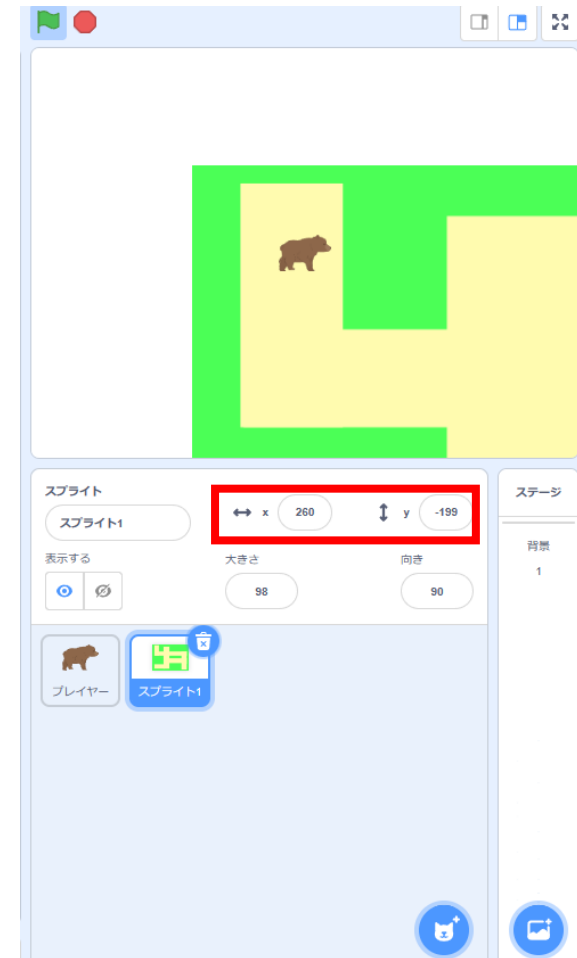 スプライト
スプライト1
x 260
y -199
表示する
大きさ
98
向き
90
ステージ
背景
1
プレイヤー
スプライト1